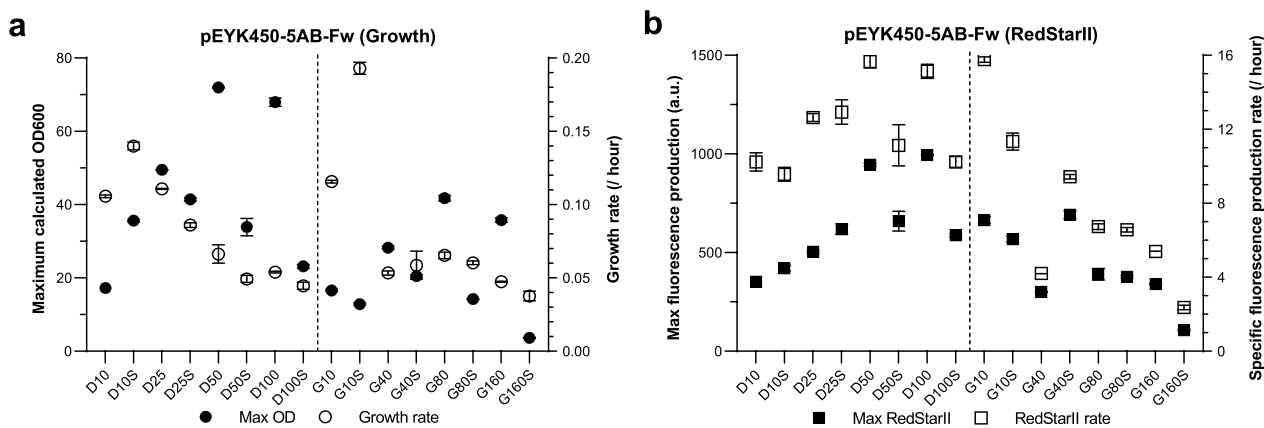 a
pEYK450-5AB-Fw (Growth)
Maximum calculated OD600
80
60
40
20
0
Growth rate (/ hour)
0.20
0.15
0.10
0.05
0.00
D10
D10S
D25
D25S
D50
D50S
D100
D100S
G10
G10S
G40
G40S
G80
G80S
G160
G160S
Max OD
Growth rate
b
pEYK450-5AB-Fw (RedStarII)
Max fluorescence production (a.u.)
1500
1000
500
0
Specific fluorescence production rate (/ hour)
16
12
8
4
0
D10
D10S
D25
D25S
D50
D50S
D100
D100S
G10
G10S
G40
G40S
G80
G80S
G160
G160S
Max RedStarII
RedStarII rate